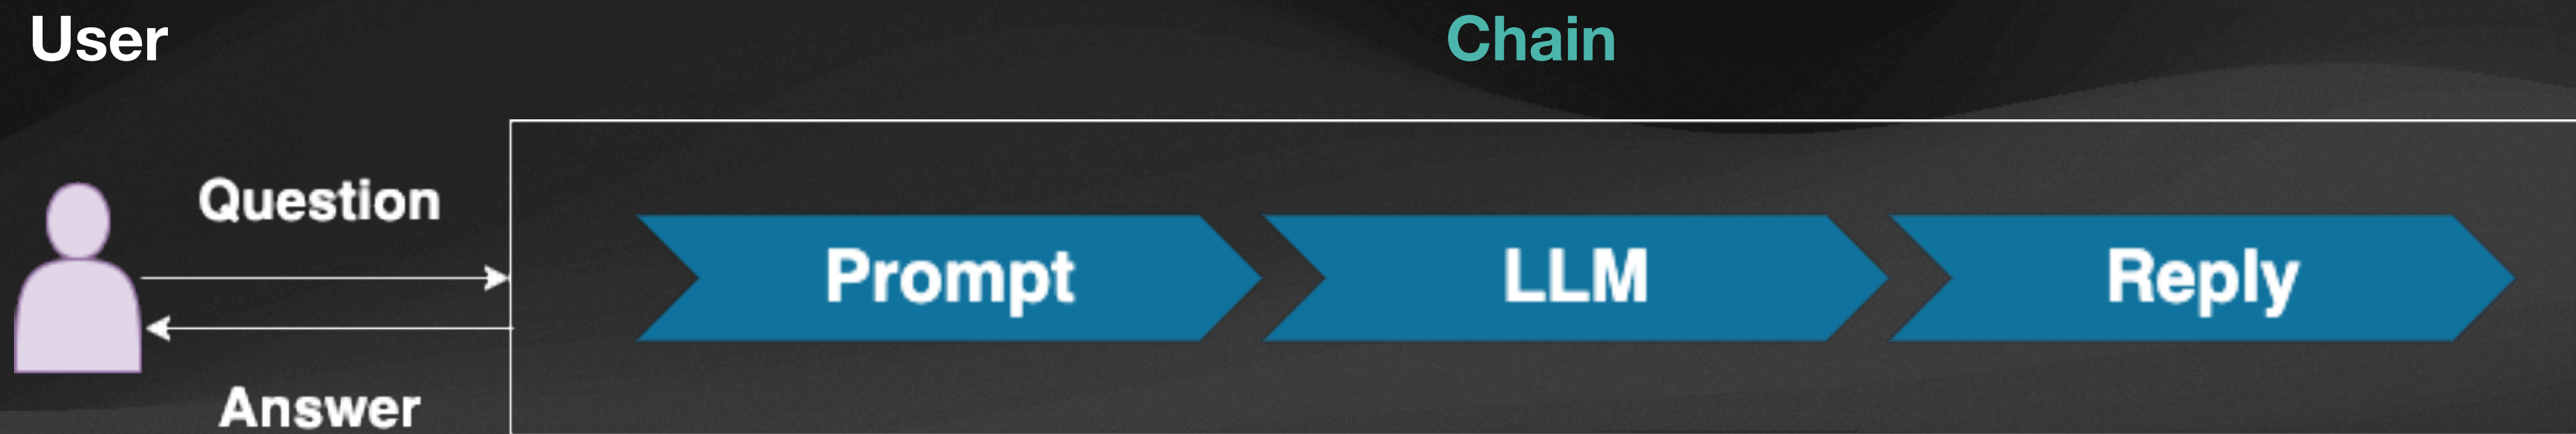 User
Chain
Question
Prompt
LLM
Reply
Answer